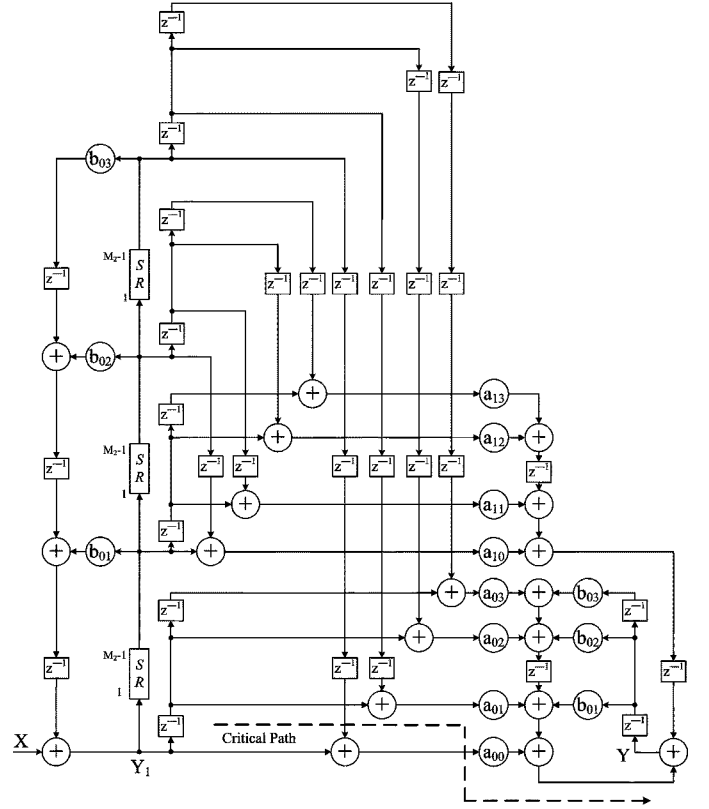 z⁻¹
z⁻¹ z⁻¹
z⁻¹
b₀₃
z⁻¹
M₂-1
S
R
1
z⁻¹
z⁻¹ z⁻¹ z⁻¹ z⁻¹ z⁻¹ z⁻¹
z⁻¹
+ b₀₂
+ a₁₃
z⁻¹
+ a₁₂ +
M₂-1
S
R
1
z⁻¹
z⁻¹ z⁻¹ z⁻¹ z⁻¹ z⁻¹ z⁻¹
z⁻¹
+ a₁₁ +
z⁻¹
+ b₀₁ + a₁₀ +
+ a₀₃ + b₀₃
z⁻¹ z⁻¹
+ a₀₂ + b₀₂
M₂-1
S
R
1
z⁻¹
z⁻¹ z⁻¹ z⁻¹ z⁻¹
+ a₀₁ + b₀₁
z⁻¹ z⁻¹
Critical Path
X + Y₁ + a₀₀ + Y +